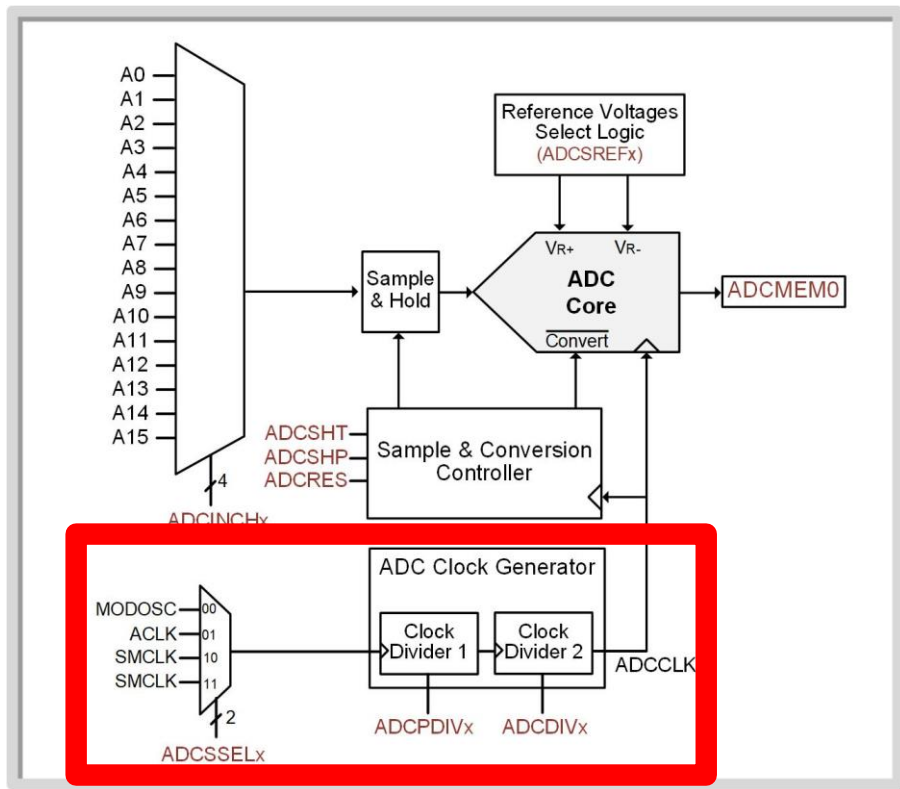 A0
A1
A2
A3
A4
A5
A6
A7
A8
A9
A10
A11
A12
A13
A14
A15
4
ADCINCHx
Reference Voltages
Select Logic
(ADCSREFx)
Sample
& Hold
VR+ VR-
ADC
Core
Convert
ADCMEM0
ADCSHT
ADCSHP
ADCRES
Sample & Conversion
Controller
ADC Clock Generator
MODOSC 00
ACLK 01
SMCLK 10
SMCLK 11
2
ADCSSELx
Clock
Divider 1
Clock
Divider 2
ADCCLK
ADCPDIVx
ADCDIVx